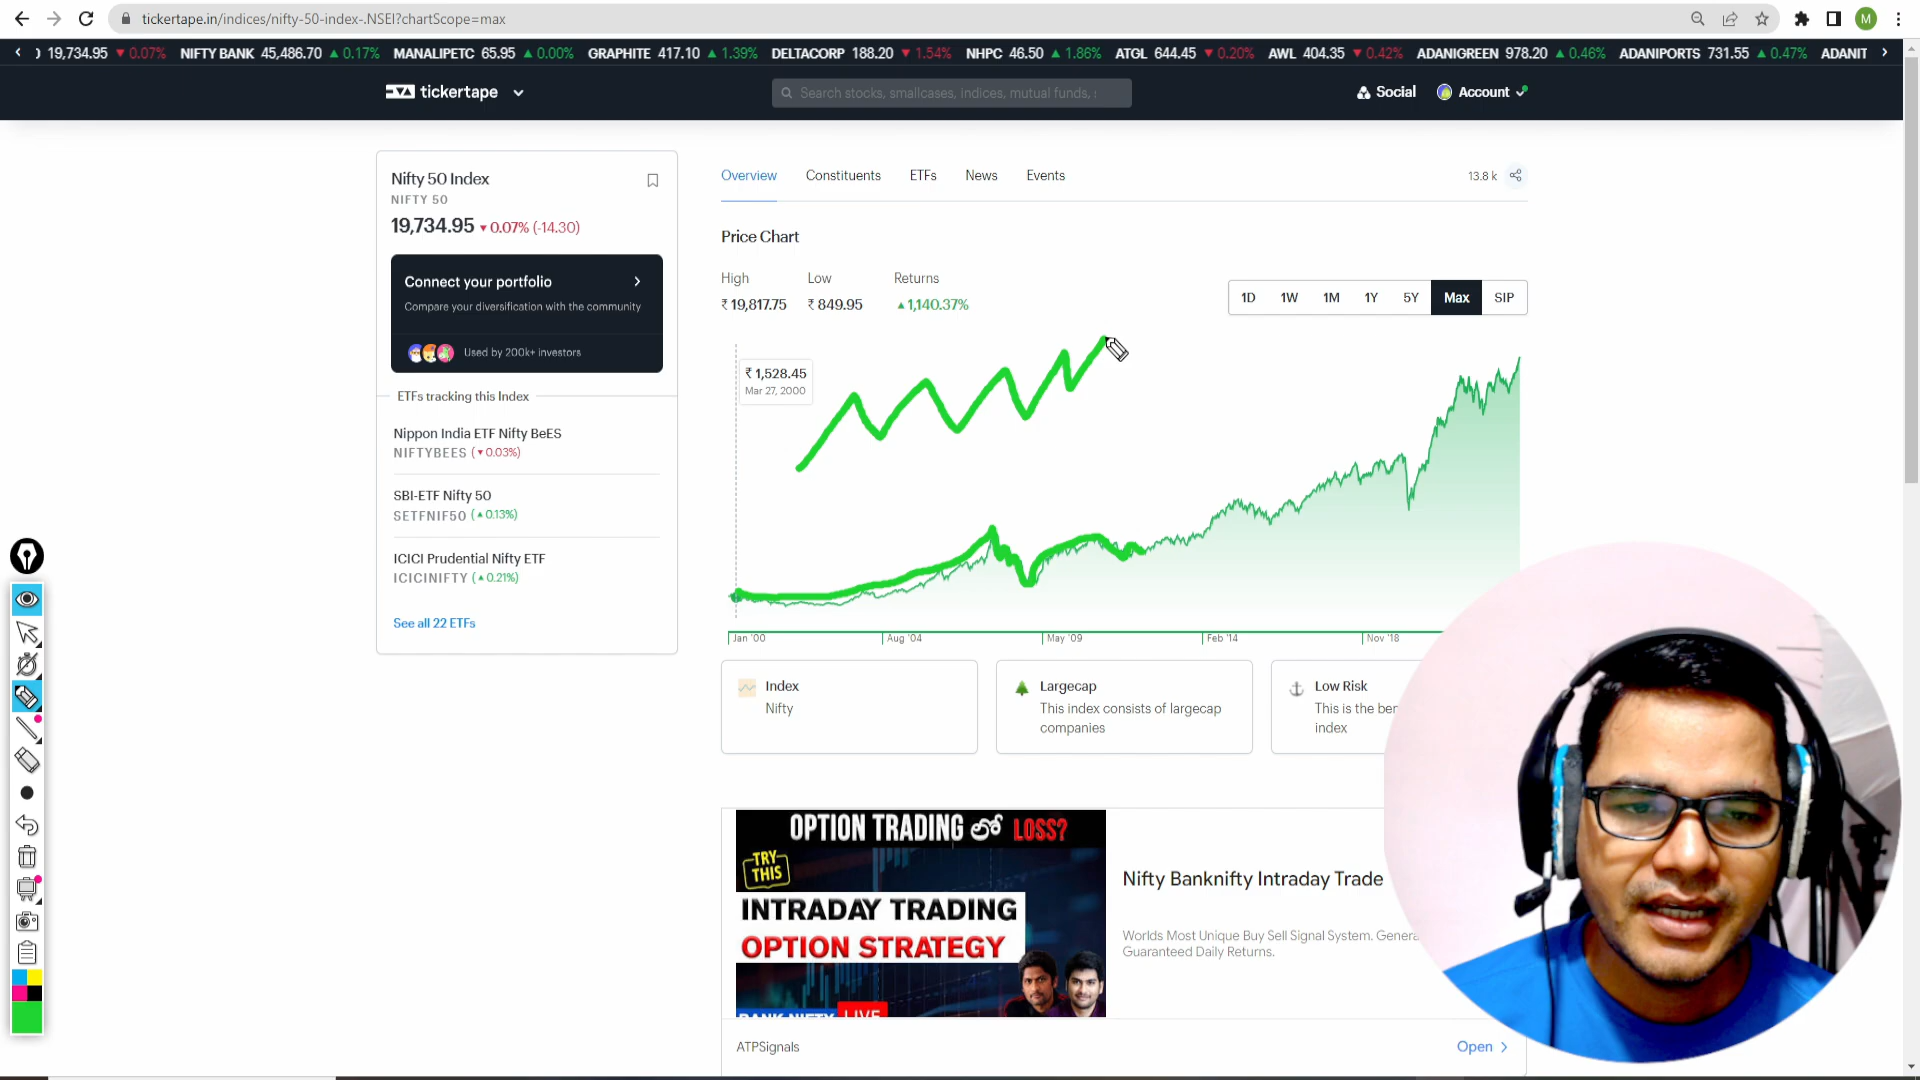 tickertape.in/indices/nifty-50-index-.NSEI?chartScope=max
M
19,734.95 ▼ 0.07% NIFTY BANK 45,486.70 ▲ 0.17% MANALIPETC 65.95 ▲ 0.00% GRAPHITE 417.10 ▲ 1.39% DELTACORP 188.20 ▼ 1.54% NHPC 46.50 ▲ 1.86% ATGL 644.45 ▼ 0.20% AWL 404.35 ▼ 0.42% ADANIGREEN 978.20 ▲ 0.46% ADANIPORTS 731.55 ▲ 0.47% ADANIT
tickertape
Search stocks, smallcases, indices, mutual funds,
Social
Account
Nifty 50 Index
NIFTY 50
19,734.95 ▼ 0.07% (-14.30)
Connect your portfolio
Compare your diversification with the community
Used by 200k+ investors
ETFs tracking this Index
Nippon India ETF Nifty BeES
NIFTYBEES (▼0.03%)
SBI-ETF Nifty 50
SETFNIF50 (▲0.13%)
ICICI Prudential Nifty ETF
ICICINIFTY (▲0.21%)
See all 22 ETFs
Overview Constituents ETFs News Events
13.8 k
Price Chart
High Low Returns
₹ 19,817.75 ₹ 849.95 ▲1,140.37%
1D 1W 1M 1Y 5Y Max SIP
₹ 1,528.45
Mar 27, 2000
Jan '00 Aug '04 May '09 Feb '14 Nov '18
Index
Nifty
Largecap
This index consists of largecap
companies
Low Risk
This is the ber
index
OPTION TRADING లో LOSS?
TRY
THIS
INTRADAY TRADING
OPTION STRATEGY
BANK NIFTY LIVE
Nifty Banknifty Intraday Trade
Worlds Most Unique Buy Sell Signal System. Genera
Guaranteed Daily Returns.
ATPSignals
Open